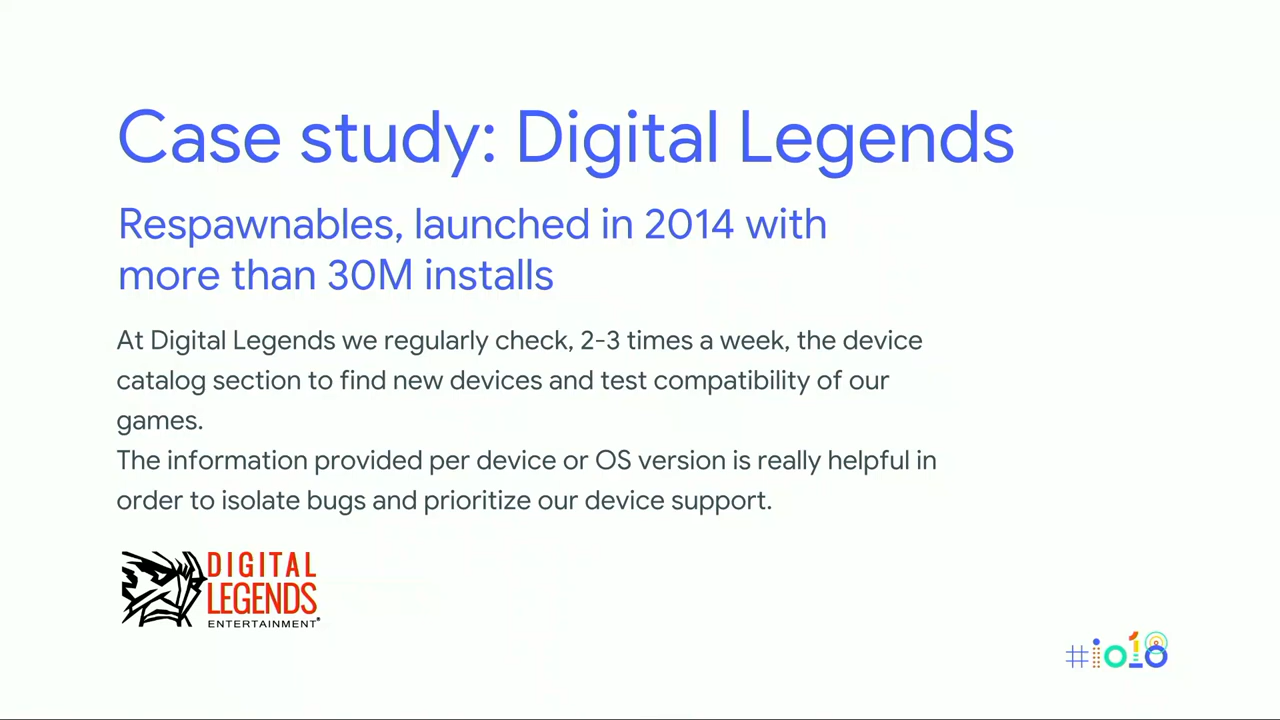 Case study: Digital Legends
Respawnables, launched in 2014 with
more than 30M installs
At Digital Legends we regularly check, 2-3 times a week, the device
catalog section to find new devices and test compatibility of our
games.
The information provided per device or OS version is really helpful in
order to isolate bugs and prioritize our device support.
DIGITAL
LEGENDS
ENTERTAINMENT
#io18